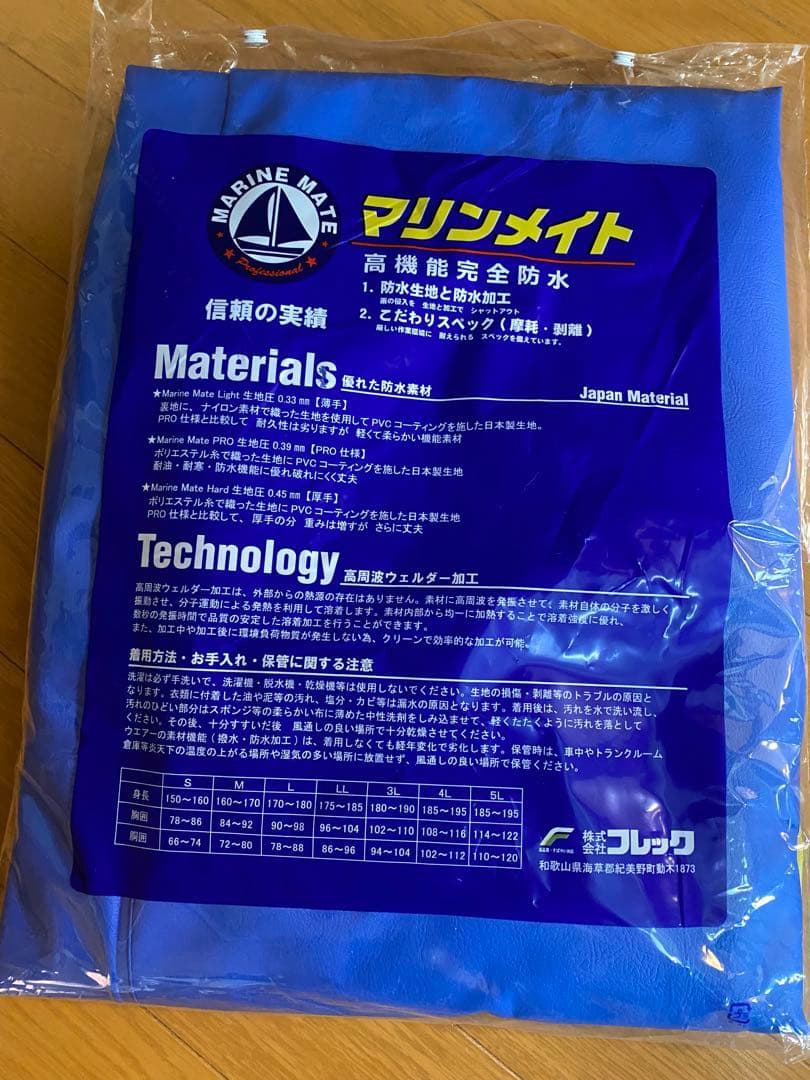 MARINE MATE
Professional
マリンメイト
高機能完全防水
1. 防水生地と防水加工
雨の侵入を 生地と加工で シャットアウト
信頼の実績
2. こだわりスペック(摩耗・剥離)
厳しい作業環境に 耐えられる スペックを備えています。
Materials 優れた防水素材 Japan Material
★Marine Mate Light 生地圧 0.33 ㎜【薄手】
裏地に、ナイロン素材で織った生地を使用して PVC コーティングを施した日本製生地。
PRO 仕様と比較して 耐久性は劣りますが 軽くて柔らかい機能素材
★Marine Mate PRO 生地圧 0.39 ㎜【PRO 仕様】
ポリエステル糸で織った生地に PVC コーティングを施した日本製生地
耐油・耐寒・防水機能に優れ破れにくく丈夫
★Marine Mate Hard 生地圧 0.45 ㎜【厚手】
ポリエステル糸で織った生地に PVC コーティングを施した日本製生地
PRO 仕様と比較して、厚手の分 重みは増すが さらに丈夫
Technology 高周波ウェルダー加工
高周波ウェルダー加工は、外部からの熱源の存在はありません。素材に高周波を発振させて、素材自体の分子を激しく
振動させ、分子運動による発熱を利用して溶着します。素材内部から均一に加熱することで溶着強度に優れ、
数秒の発振時間で品質の安定した溶着加工を行うことができます。
また、加工中や加工後に環境負荷物質が発生しない為、クリーンで効率的な加工が可能。
着用方法・お手入れ・保管に関する注意
洗濯は必ず手洗いで、洗濯機・脱水機・乾燥機等は使用しないでください。生地の損傷・剥離等のトラブルの原因と
なります。衣類に付着した油や泥等の汚れ、塩分・カビ等は漏水の原因となります。着用後は、汚れを水で洗い流し、
汚れのひどい部分はスポンジ等の柔らかい布に薄めた中性洗剤をしみ込ませて、軽くたたくように汚れを落として
ください。その後、十分すすいだ後 風通しの良い場所で十分乾燥させてください。
ウエアーの素材機能(撥水・防水加工)は、着用しなくても経年変化で劣化します。保管時は、車中やトランクルーム
倉庫等炎天下の温度の上がる場所や湿気の多い場所に放置せず、風通しの良い場所で保管ください。
S M L LL 3L 4L 5L
身長 150〜160 160〜170 170〜180 175〜185 180〜190 185〜195 185〜195
胸囲 78〜86 84〜92 90〜98 96〜104 102〜110 108〜116 114〜122
胴囲 66〜74 72〜80 78〜88 86〜96 94〜104 102〜112 110〜120
株式会社 フレック
和歌山県海草郡紀美野町動木1873